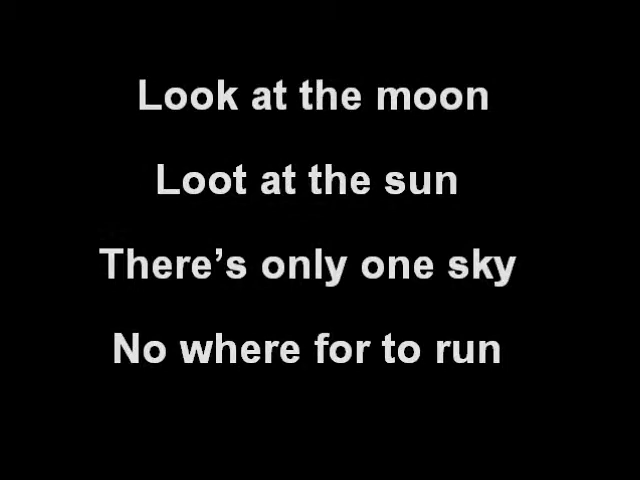 Look at the moon
Loot at the sun
There’s only one sky
No where for to run